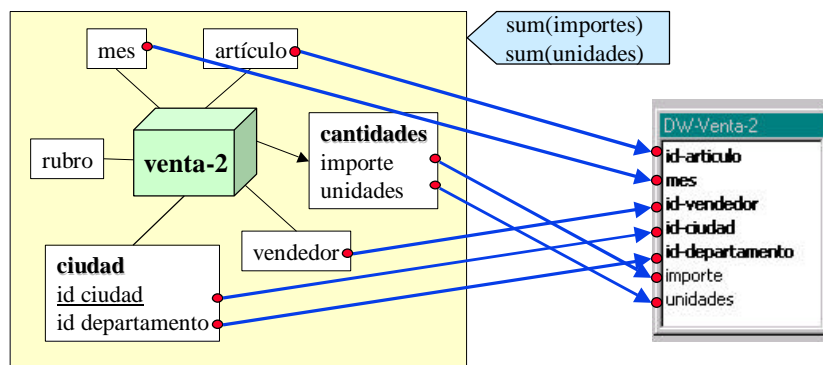 sum(importes)
sum(unidades)
mes
artículo
rubro
venta-2
cantidades
importe
unidades
vendedor
ciudad
id ciudad
id departamento
DW-Venta-2
id-articulo
mes
id-vendedor
id-ciudad
id-departamento
importe
unidades